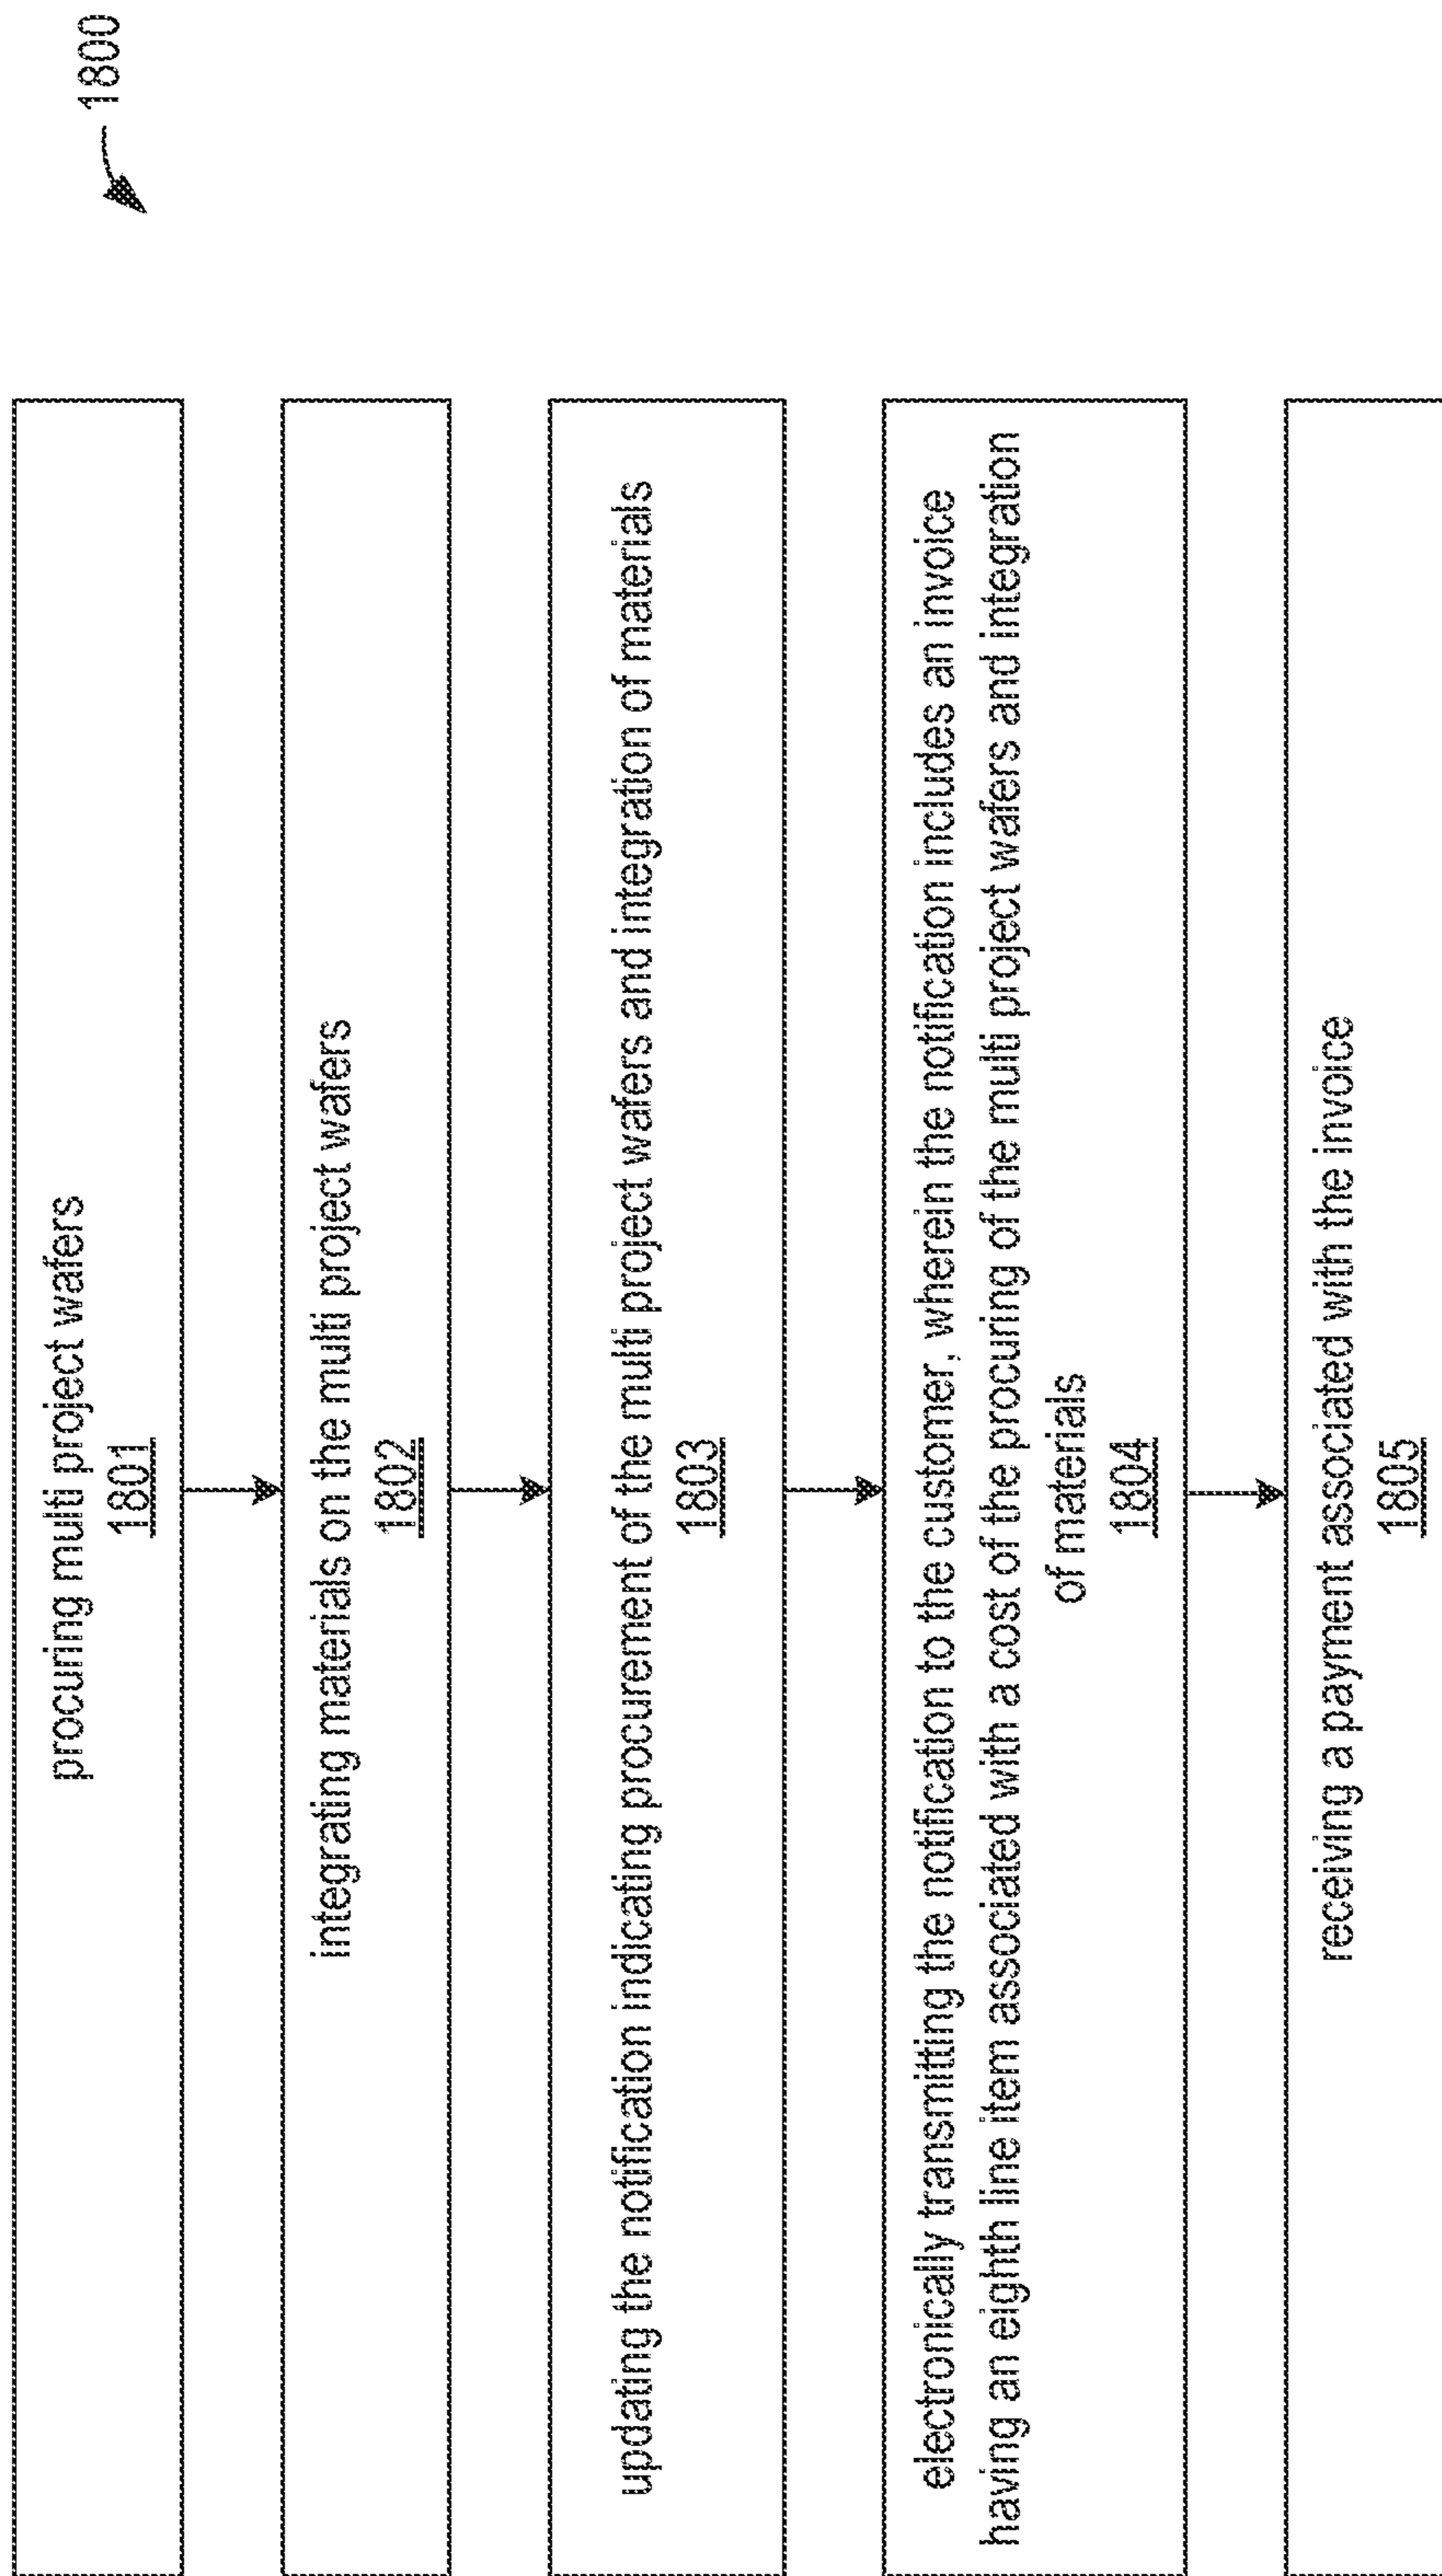 1800
procuring multi project wafers
1801
integrating materials on the multi project wafers
1802
updating the notification indicating procurement of the multi project wafers and integration of materials
1803
electronically transmitting the notification to the customer, wherein the notification includes an invoice
having an eighth line item associated with a cost of the procuring of the multi project wafers and integration
of materials
1804
receiving a payment associated with the invoice
1805